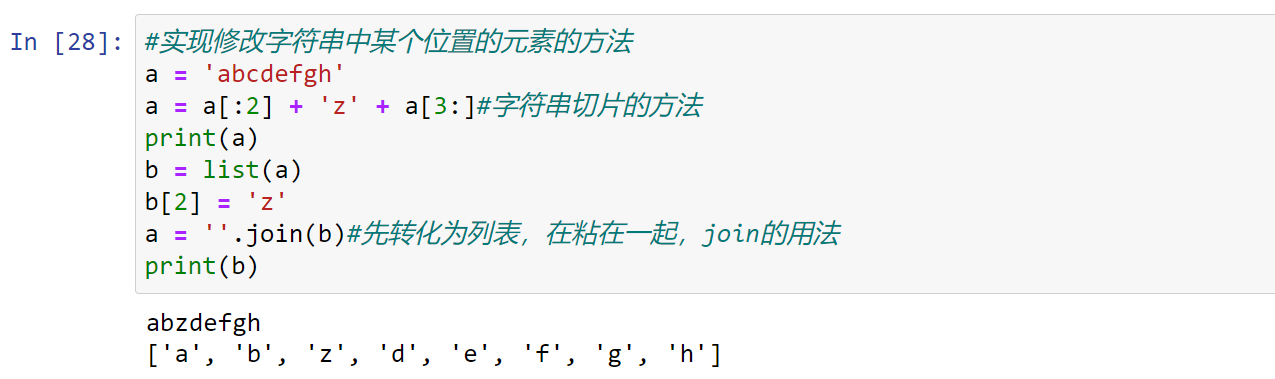 In [28]: #实现修改字符串中某个位置的元素的方法
a = 'abcdefgh'
a = a[:2] + 'z' + a[3:]#字符串切片的方法
print(a)
b = list(a)
b[2] = 'z'
a = ''.join(b)#先转化为列表，在粘在一起，join的用法
print(b)
abzdefgh
['a', 'b', 'z', 'd', 'e', 'f', 'g', 'h']